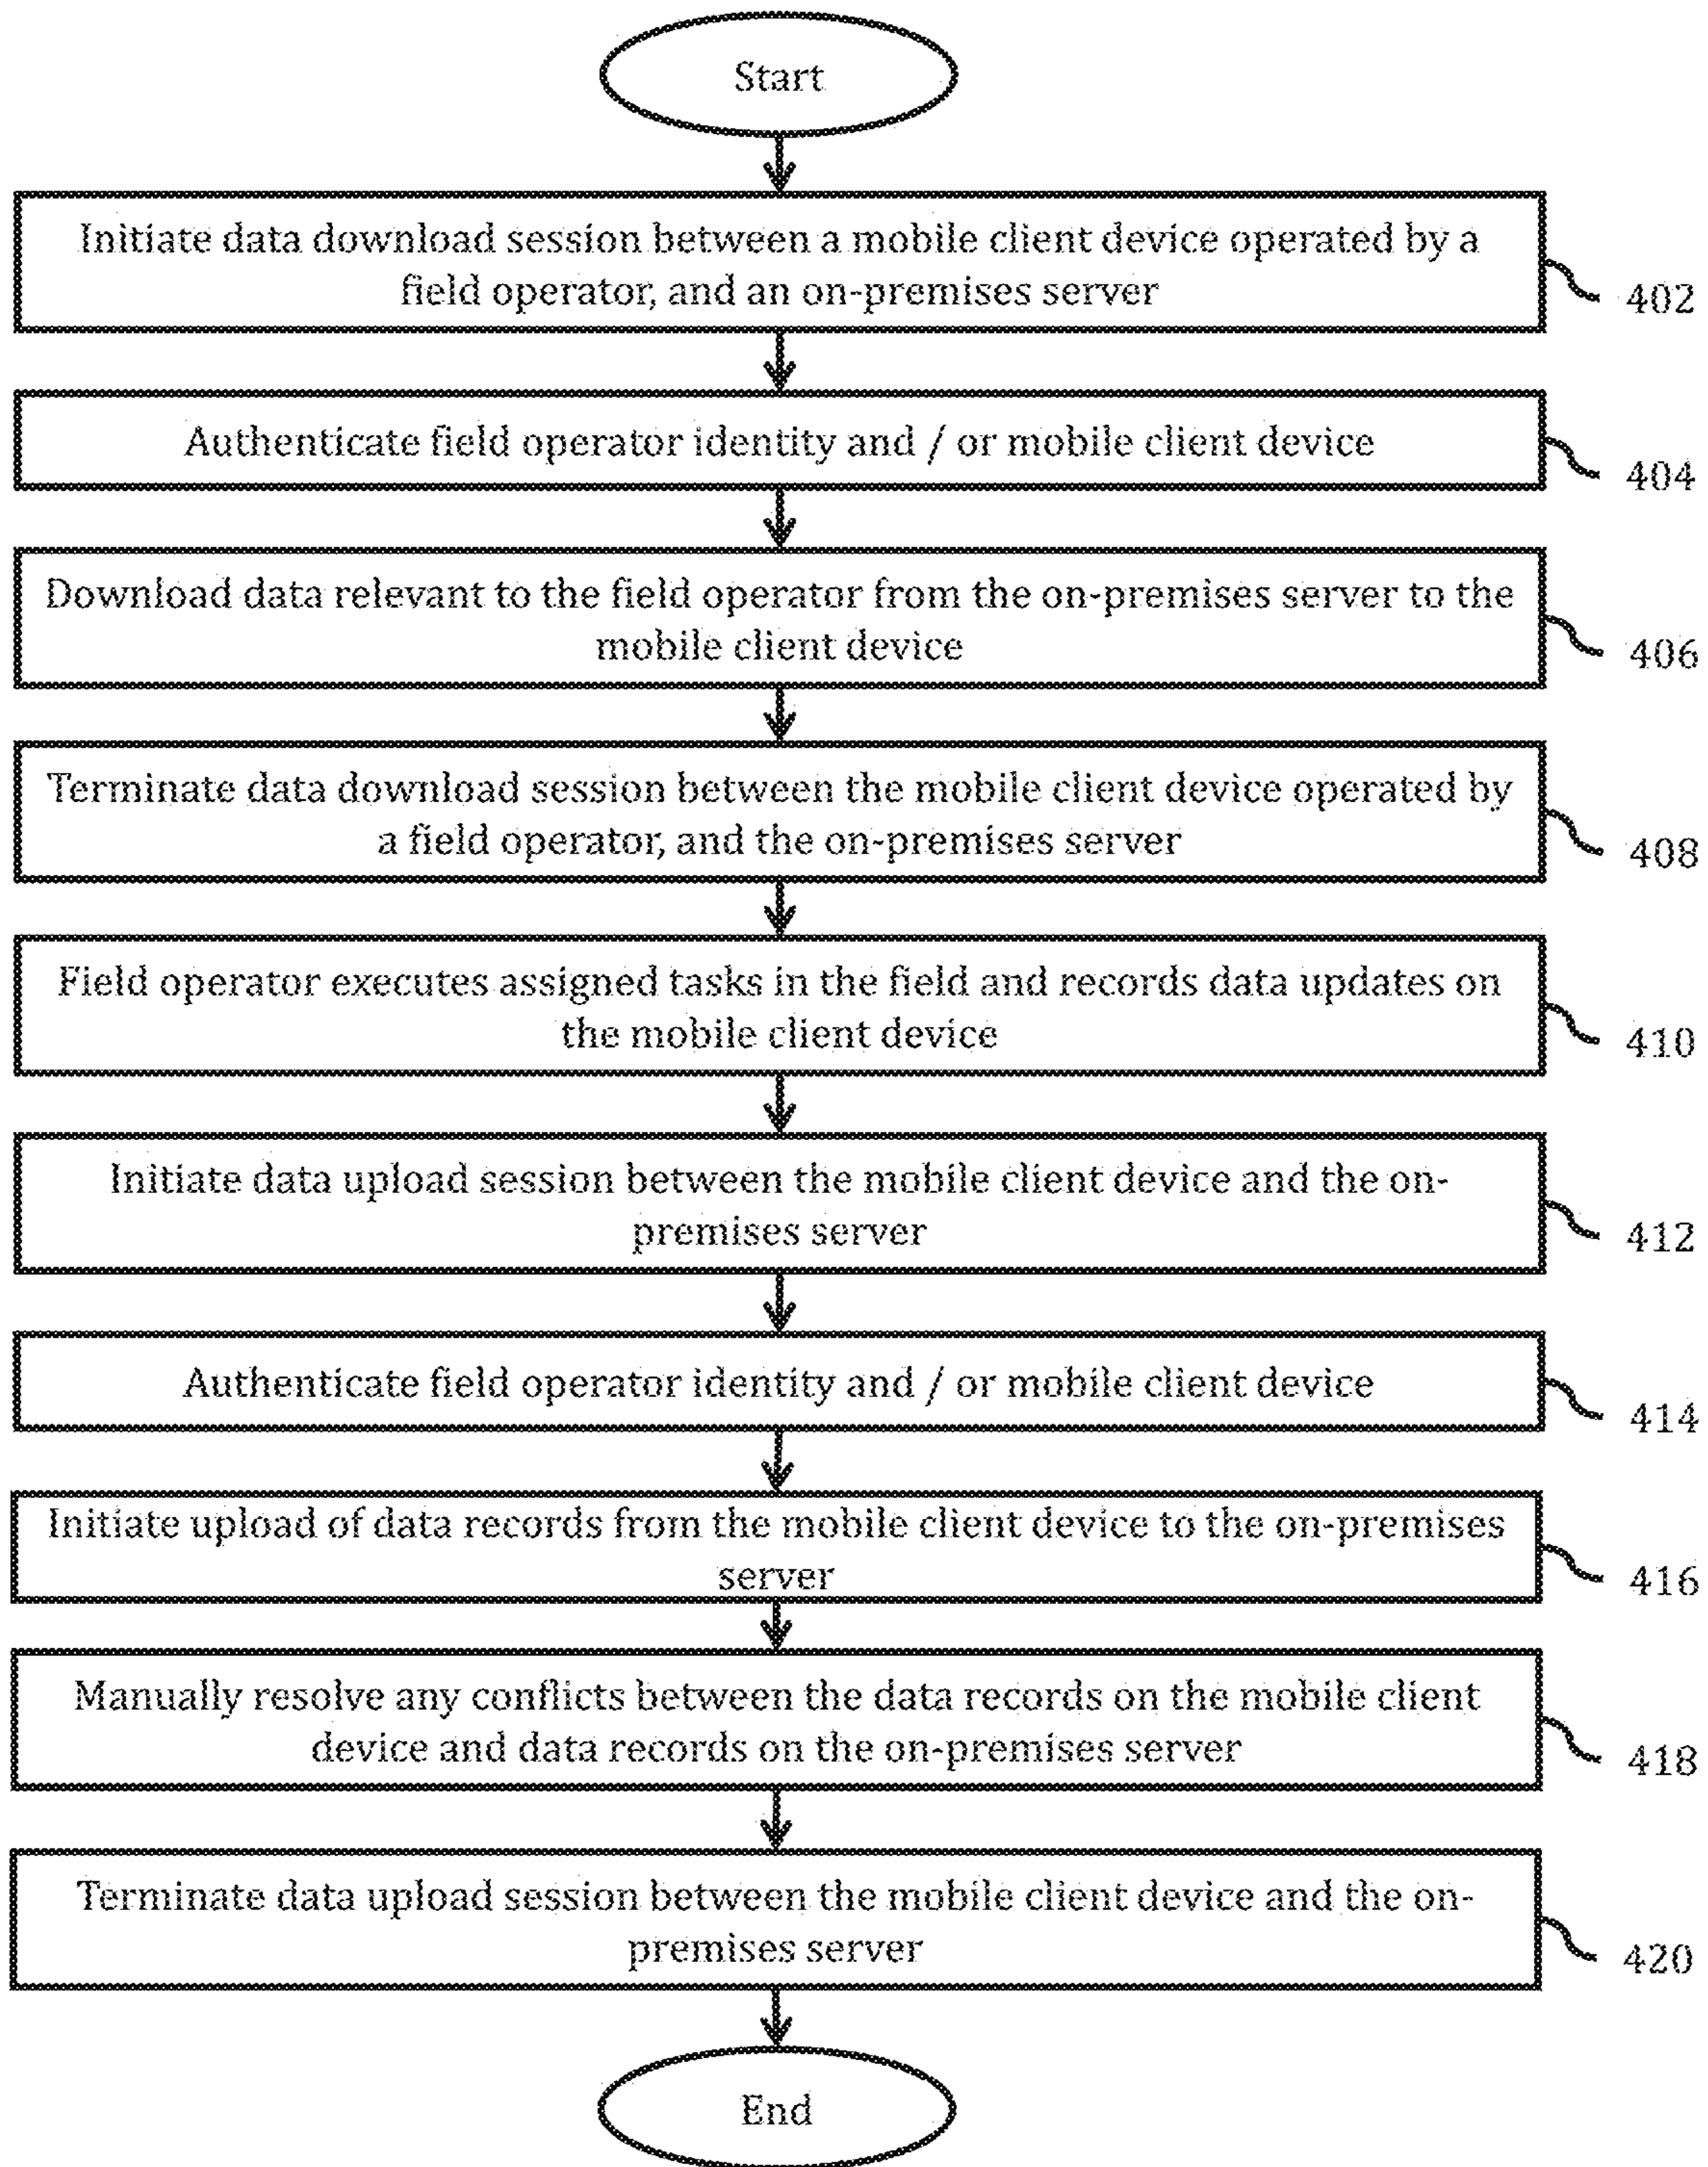 Start
Initiate data download session between a mobile client device operated by a
field operator, and an on-premises server
402
Authenticate field operator identity and / or mobile client device
404
Download data relevant to the field operator from the on-premises server to the
mobile client device
406
Terminate data download session between the mobile client device operated by
a field operator, and the on-premises server
408
Field operator executes assigned tasks in the field and records data updates on
the mobile client device
410
Initiate data upload session between the mobile client device and the on-
premises server
412
Authenticate field operator identity and / or mobile client device
414
Initiate upload of data records from the mobile client device to the on-premises
server
416
Manually resolve any conflicts between the data records on the mobile client
device and data records on the on-premises server
418
Terminate data upload session between the mobile client device and the on-
premises server
420
End